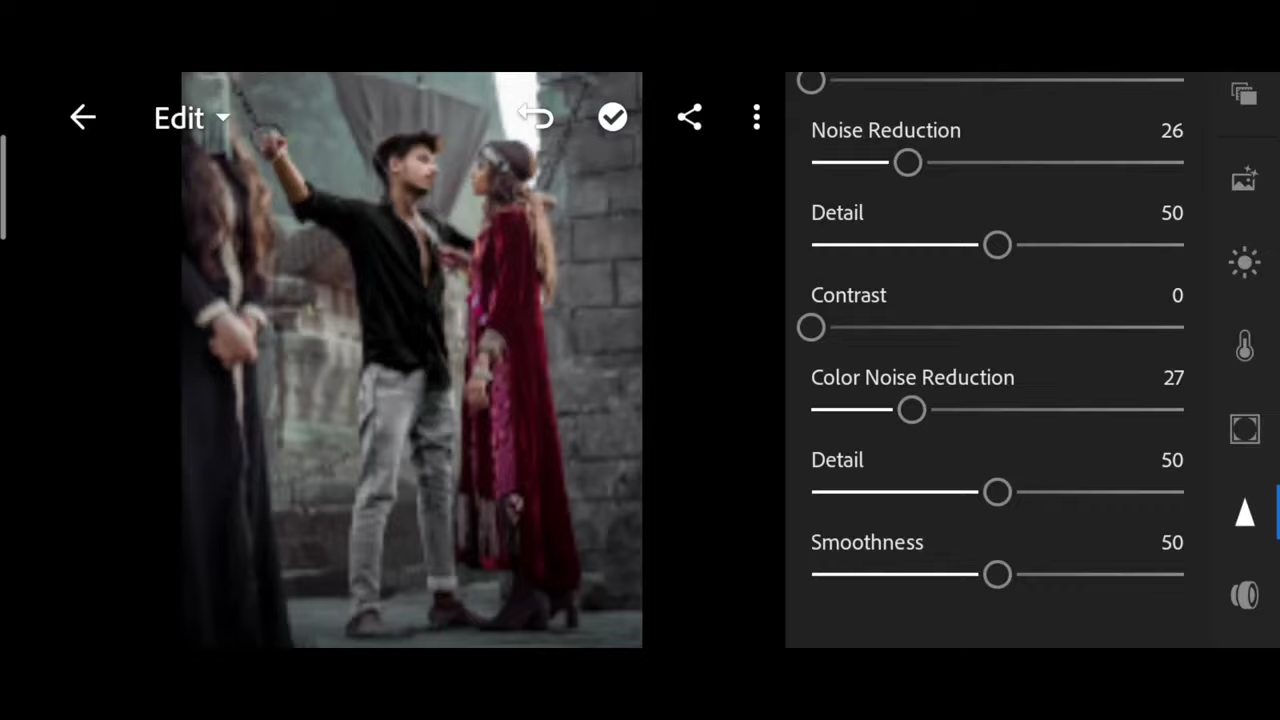 Edit
Noise Reduction 26
Detail 50
Contrast 0
Color Noise Reduction 27
Detail 50
Smoothness 50